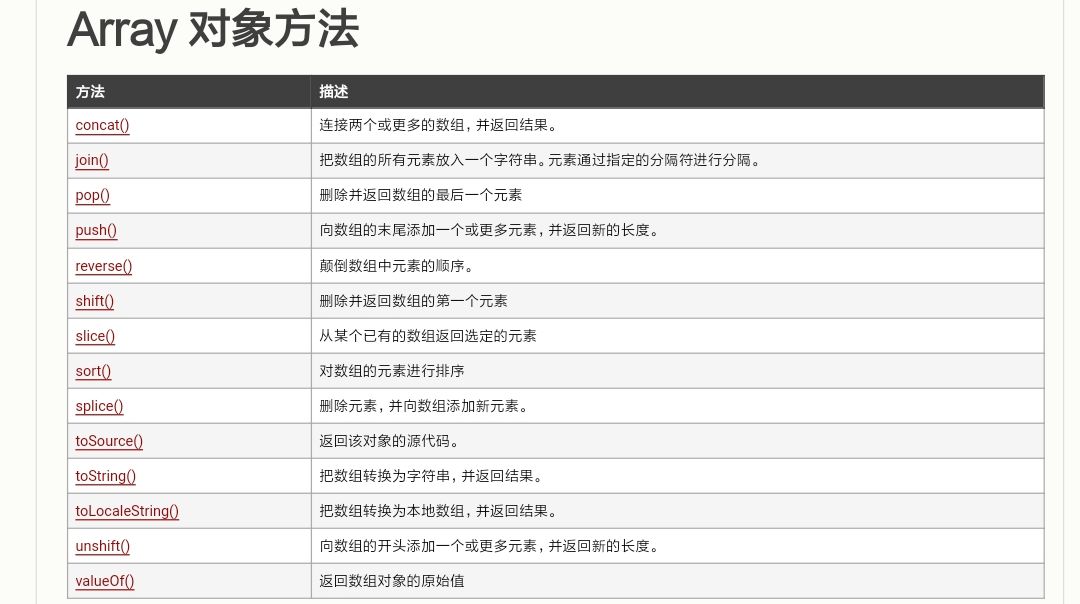 Array 对象方法
方法 描述
concat() 连接两个或更多的数组，并返回结果。
join() 把数组的所有元素放入一个字符串。元素通过指定的分隔符进行分隔。
pop() 删除并返回数组的最后一个元素
push() 向数组的末尾添加一个或更多元素，并返回新的长度。
reverse() 颠倒数组中元素的顺序。
shift() 删除并返回数组的第一个元素
slice() 从某个已有的数组返回选定的元素
sort() 对数组的元素进行排序
splice() 删除元素，并向数组添加新元素。
toSource() 返回该对象的源代码。
toString() 把数组转换为字符串，并返回结果。
toLocaleString() 把数组转换为本地数组，并返回结果。
unshift() 向数组的开头添加一个或更多元素，并返回新的长度。
valueOf() 返回数组对象的原始值